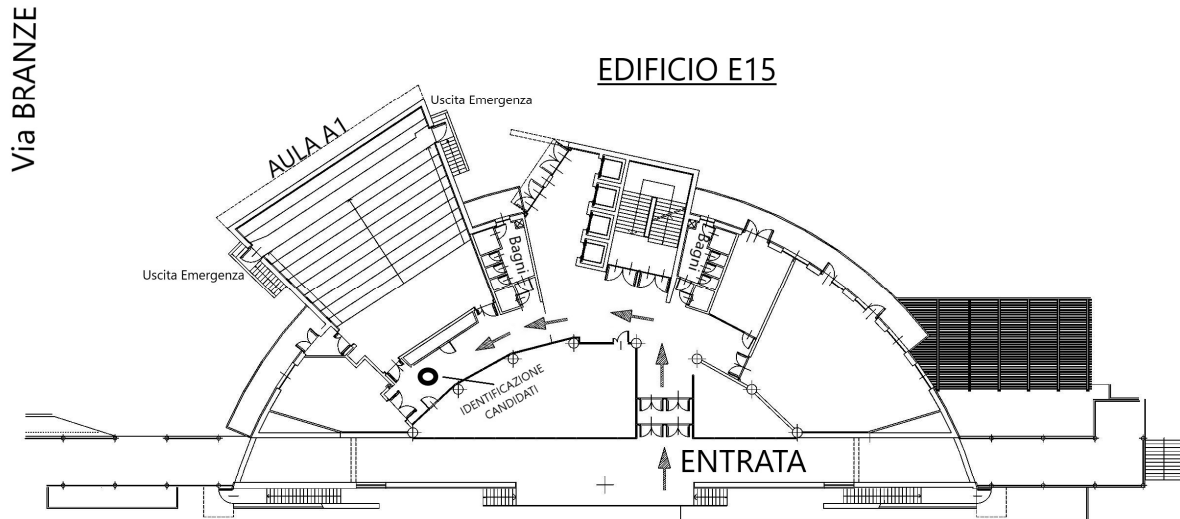 Via BRANZE
EDIFICIO E15
Uscita Emergenza
AULA A1
Bagni
Bagni
Uscita Emergenza
IDENTIFICAZIONE
CANDIDATI
ENTRATA